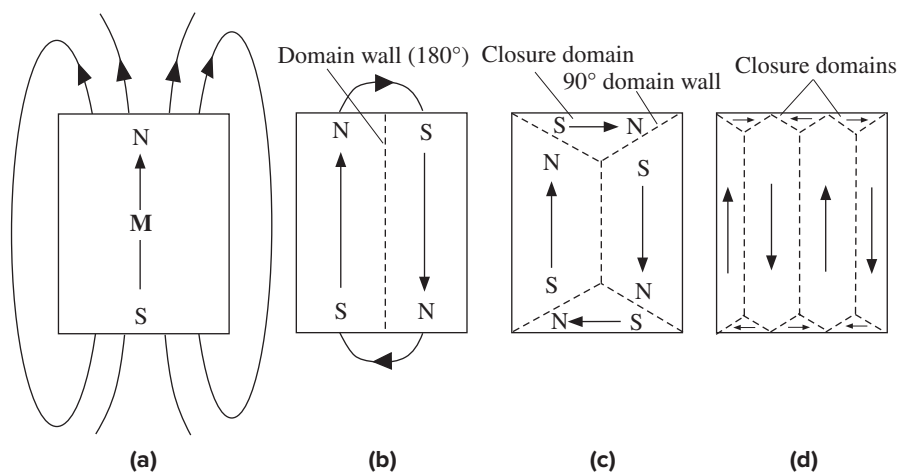 Domain wall (180°)
Closure domain
90° domain wall
Closure domains
N
M
S
N
S
S
N
S
N
N
S
S
N
N
S
(a)
(b)
(c)
(d)